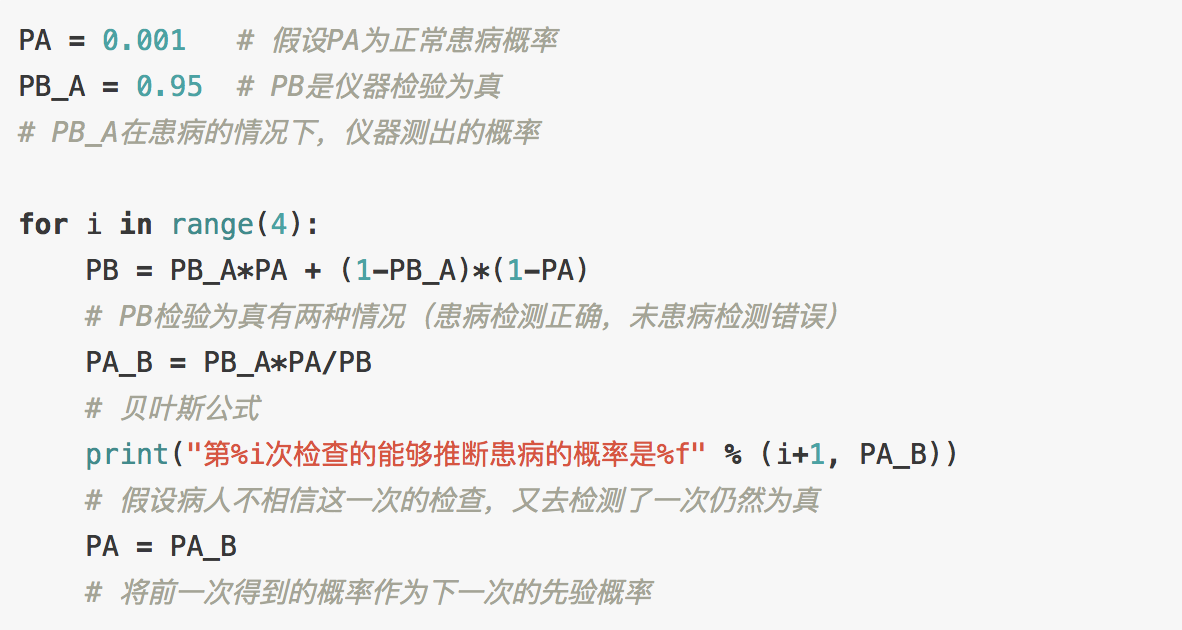 PA = 0.001   # 假设PA为正常患病概率
PB_A = 0.95  # PB是仪器检验为真
# PB_A在患病的情况下，仪器测出的概率
for i in range(4):
    PB = PB_A*PA + (1-PB_A)*(1-PA)
    # PB检验为真有两种情况（患病检测正确，未患病检测错误）
    PA_B = PB_A*PA/PB
    # 贝叶斯公式
    print("第%i次检查的能够推断患病的概率是%f" % (i+1, PA_B))
    # 假设病人不相信这一次的检查，又去检测了一次仍然为真
    PA = PA_B
    # 将前一次得到的概率作为下一次的先验概率